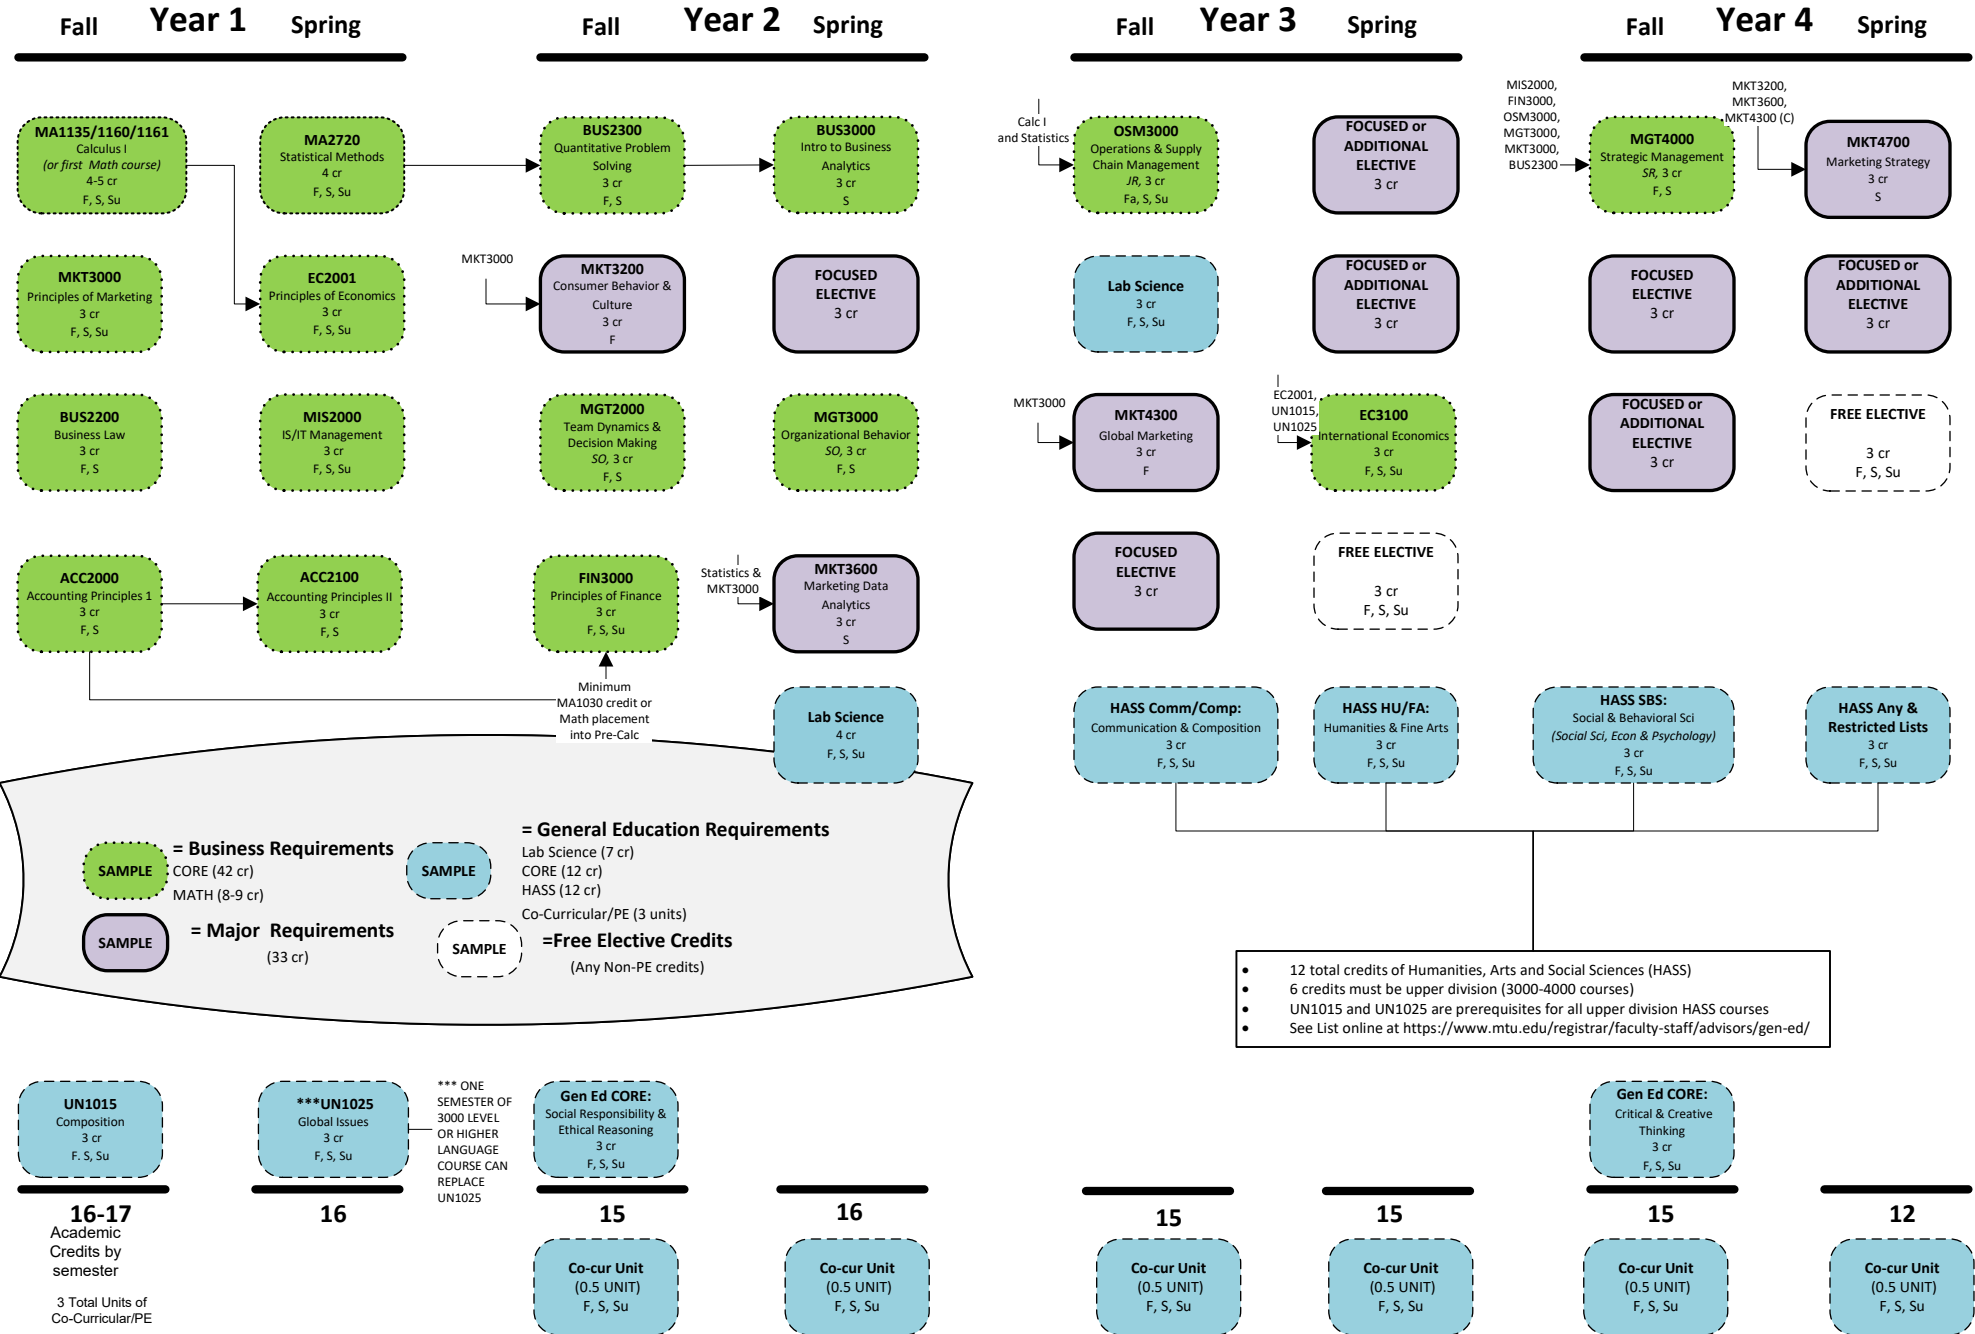 Year 1
Fall
Spring
Year 2
Fall
Spring
Year 3
Fall
Spring
Year 4
Fall
Spring
MA1135/1160/1161
Calculus I
(or first Math course)
4-5 cr
F, S, Su
MA2720
Statistical Methods
4 cr
F, S, Su
BUS2300
Quantitative Problem
Solving
3 cr
F, S
BUS3000
Intro to Business
Analytics
3 cr
S
Calc I
and Statistics
OSM3000
Operations & Supply
Chain Management
JR, 3 cr
Fa, S, Su
FOCUSED or
ADDITIONAL
ELECTIVE
3 cr
MIS2000,
FIN3000,
OSM3000,
MGT3000,
MKT3000,
BUS2300
MGT4000
Strategic Management
SR, 3 cr
F, S
MKT3200,
MKT3600,
MKT4300 (C)
MKT4700
Marketing Strategy
3 cr
S
MKT3000
Principles of Marketing
3 cr
F, S, Su
EC2001
Principles of Economics
3 cr
F, S, Su
MKT3000
MKT3200
Consumer Behavior &
Culture
3 cr
F
FOCUSED
ELECTIVE
3 cr
Lab Science
3 cr
F, S, Su
FOCUSED or
ADDITIONAL
ELECTIVE
3 cr
FOCUSED
ELECTIVE
3 cr
FOCUSED or
ADDITIONAL
ELECTIVE
3 cr
BUS2200
Business Law
3 cr
F, S
MIS2000
IS/IT Management
3 cr
F, S, Su
MGT2000
Team Dynamics &
Decision Making
SO, 3 cr
F, S
MGT3000
Organizational Behavior
SO, 3 cr
F, S
MKT3000
MKT4300
Global Marketing
3 cr
F
EC2001,
UN1015,
UN1025
EC3100
International Economics
3 cr
F, S, Su
FOCUSED or
ADDITIONAL
ELECTIVE
3 cr
FREE ELECTIVE
3 cr
F, S, Su
ACC2000
Accounting Principles 1
3 cr
F, S
ACC2100
Accounting Principles II
3 cr
F, S
FIN3000
Principles of Finance
3 cr
F, S, Su
Statistics &
MKT3000
MKT3600
Marketing Data
Analytics
3 cr
S
FOCUSED
ELECTIVE
3 cr
FREE ELECTIVE
3 cr
F, S, Su
Minimum
MA1030 credit or
Math placement
into Pre-Calc
Lab Science
4 cr
F, S, Su
HASS Comm/Comp:
Communication & Composition
3 cr
F, S, Su
HASS HU/FA:
Humanities & Fine Arts
3 cr
F, S, Su
HASS SBS:
Social & Behavioral Sci
(Social Sci, Econ & Psychology)
3 cr
F, S, Su
HASS Any &
Restricted Lists
3 cr
F, S, Su
SAMPLE
= Business Requirements
CORE (42 cr)
MATH (8-9 cr)
SAMPLE
= General Education Requirements
Lab Science (7 cr)
CORE (12 cr)
HASS (12 cr)
Co-Curricular/PE (3 units)
SAMPLE
= Major Requirements
(33 cr)
SAMPLE
=Free Elective Credits
(Any Non-PE credits)
• 12 total credits of Humanities, Arts and Social Sciences (HASS)
• 6 credits must be upper division (3000-4000 courses)
• UN1015 and UN1025 are prerequisites for all upper division HASS courses
• See List online at https://www.mtu.edu/registrar/faculty-staff/advisors/gen-ed/
UN1015
Composition
3 cr
F. S, Su
***UN1025
Global Issues
3 cr
F, S, Su
*** ONE
SEMESTER OF
3000 LEVEL
OR HIGHER
LANGUAGE
COURSE CAN
REPLACE
UN1025
Gen Ed CORE:
Social Responsibility &
Ethical Reasoning
3 cr
F, S, Su
Gen Ed CORE:
Critical & Creative
Thinking
3 cr
F, S, Su
16-17
16
15
16
15
15
15
12
Academic
Credits by
semester
3 Total Units of
Co-Curricular/PE
Co-cur Unit
(0.5 UNIT)
F, S, Su
Co-cur Unit
(0.5 UNIT)
F, S, Su
Co-cur Unit
(0.5 UNIT)
F, S, Su
Co-cur Unit
(0.5 UNIT)
F, S, Su
Co-cur Unit
(0.5 UNIT)
F, S, Su
Co-cur Unit
(0.5 UNIT)
F, S, Su